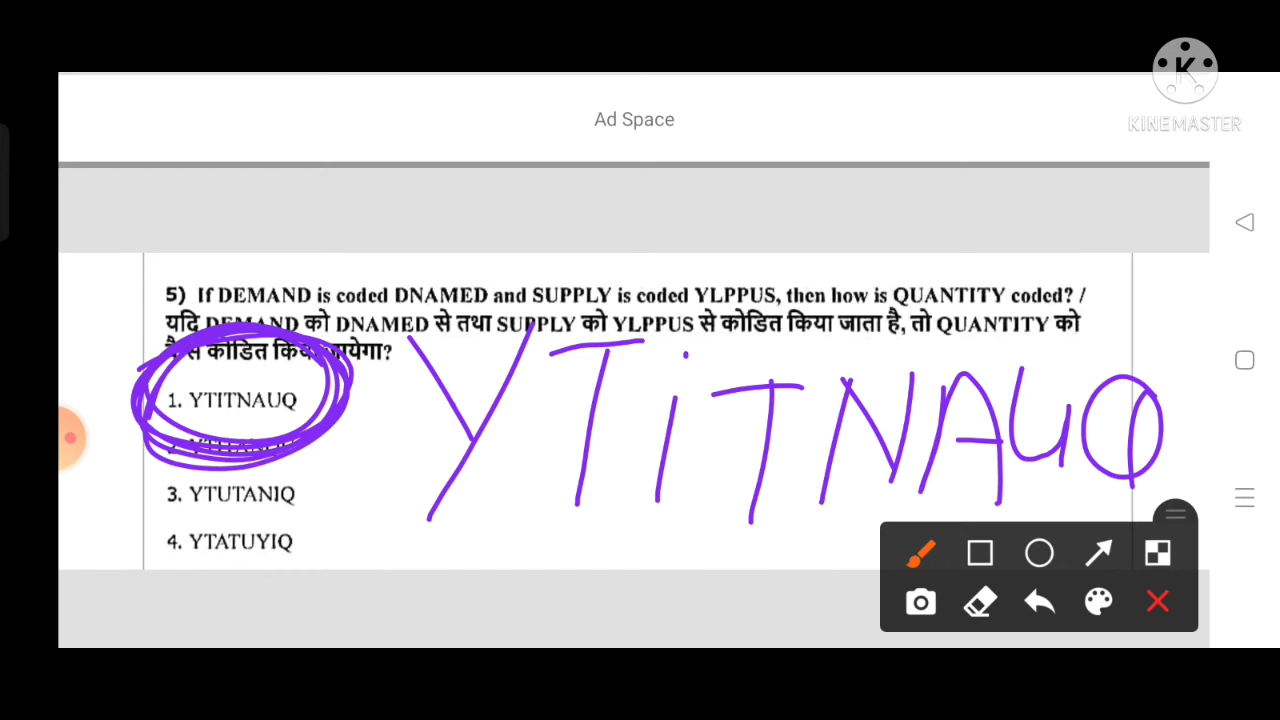 Ad Space
KINEMASTER
5) If DEMAND is coded DNAMED and SUPPLY is coded YLPPUS, then how is QUANTITY coded? /
यदि DEMAND को DNAMED से तथा SUPPLY को YLPPUS से कोडित किया जाता है, तो QUANTITY को
कैसे कोडित किया जायेगा?
1. YTITNAUQ
YTiTNAUQ
3. YTUTANIQ
4. YTATUYIQ